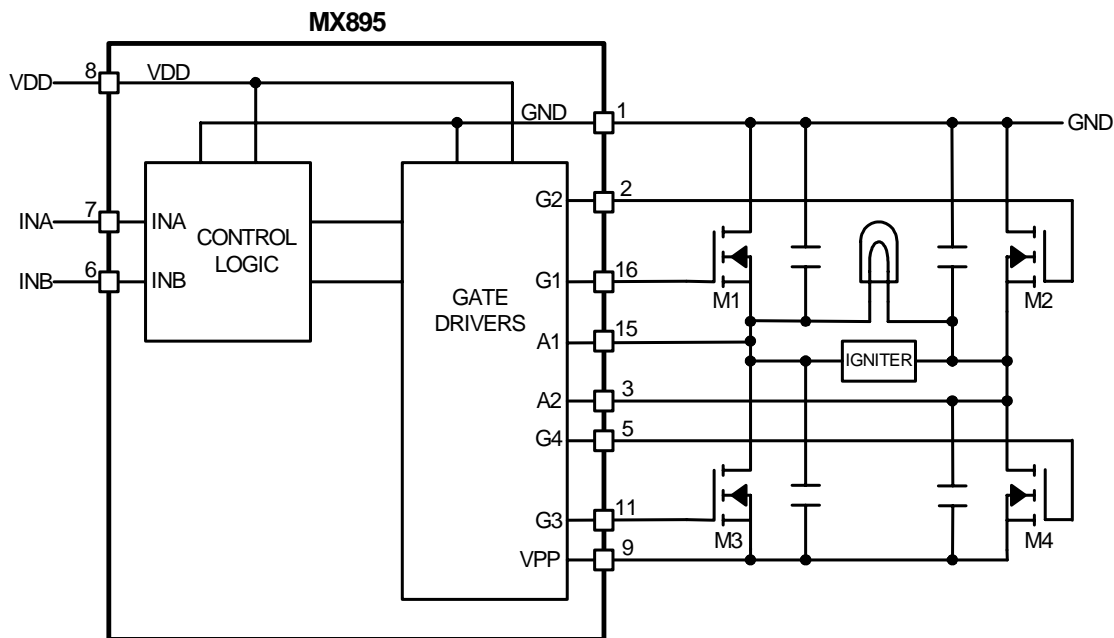 MX895
VDD 8 VDD
GND 1 GND
G2 2
INA 7 INA
CONTROL
LOGIC
INB 6 INB
GATE
DRIVERS
G1 16
M1
M2
A1 15
IGNITER
A2 3
G4 5
G3 11
M3
M4
VPP 9